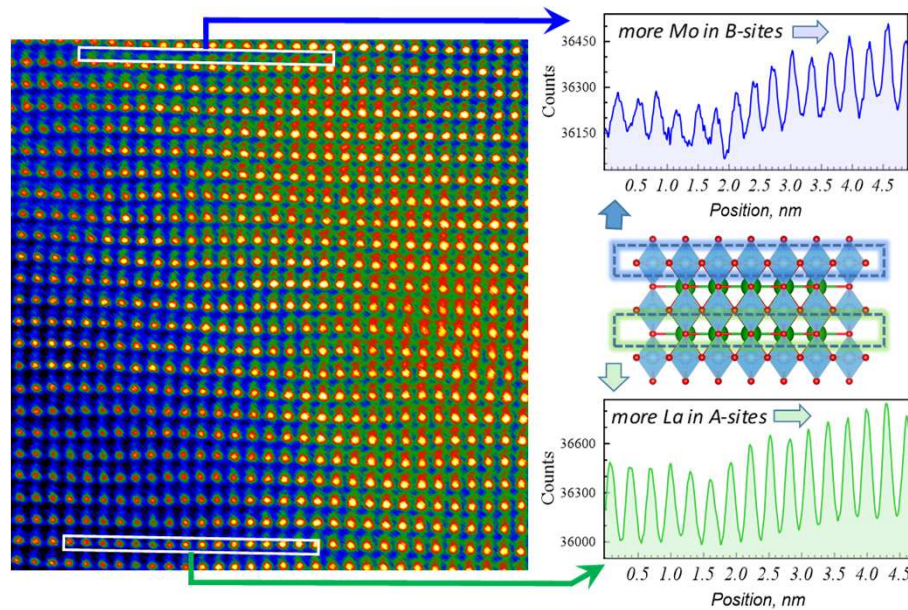 more Mo in B-sites
Counts
36450
36300
36150
0.5 1.0 1.5 2.0 2.5 3.0 3.5 4.0 4.5
Position, nm
more La in A-sites
Counts
36600
36300
36000
0.5 1.0 1.5 2.0 2.5 3.0 3.5 4.0 4.5
Position, nm